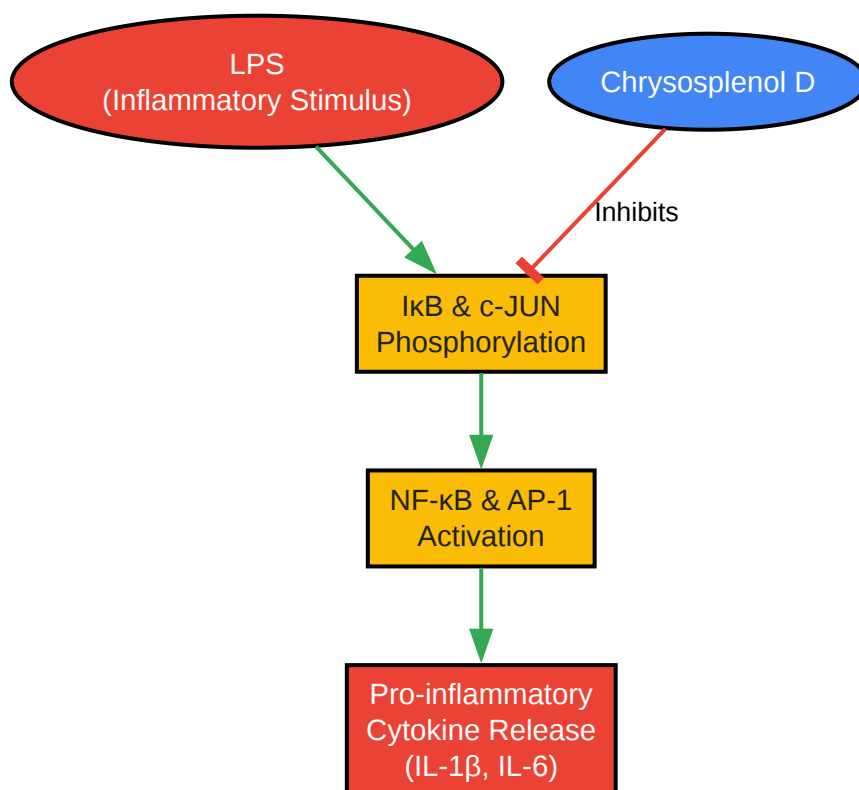 LPS
(Inflammatory Stimulus)
Chrysosplenol D
Inhibits
IκB & c-JUN
Phosphorylation
NF-κB & AP-1
Activation
Pro-inflammatory
Cytokine Release
(IL-1β, IL-6)